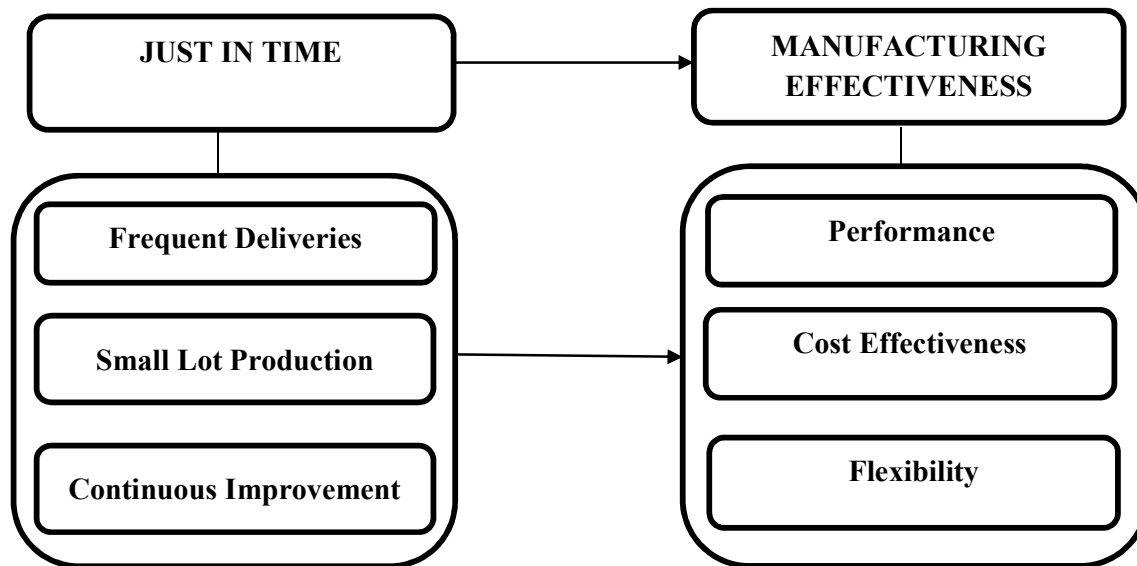 JUST IN TIME
MANUFACTURING
EFFECTIVENESS
Frequent Deliveries
Small Lot Production
Continuous Improvement
Performance
Cost Effectiveness
Flexibility